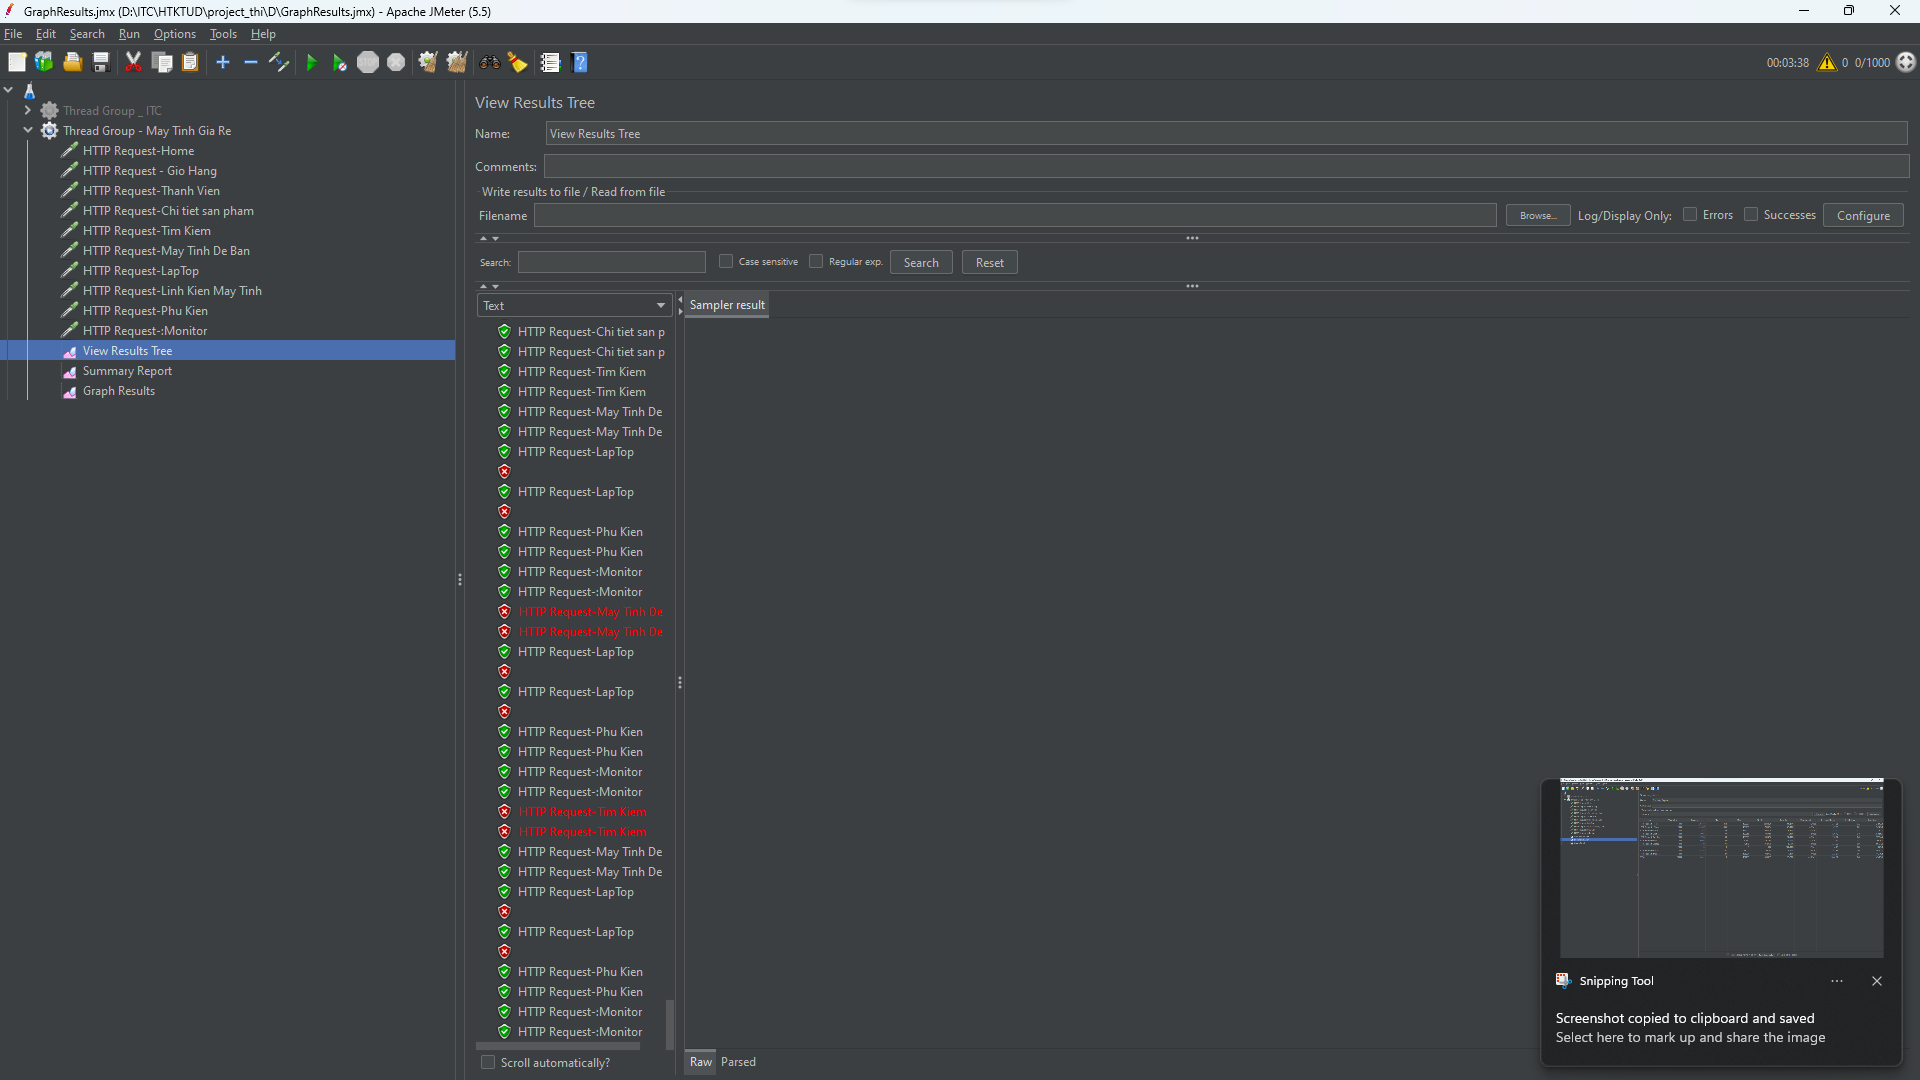 GraphResults.jmx (D:\ITC\HTKTUD\project_thi\D\GraphResults.jmx) - Apache JMeter (5.5)
File Edit Search Run Options Tools Help
STOP
00:03:38 0 0/1000
Thread Group _ ITC
Thread Group - May Tinh Gia Re
HTTP Request-Home
HTTP Request - Gio Hang
HTTP Request-Thanh Vien
HTTP Request-Chi tiet san pham
HTTP Request-Tim Kiem
HTTP Request-May Tinh De Ban
HTTP Request-LapTop
HTTP Request-Linh Kien May Tinh
HTTP Request-Phu Kien
HTTP Request-:Monitor
View Results Tree
Summary Report
Graph Results
View Results Tree
Name: View Results Tree
Comments:
Write results to file / Read from file
Filename Browse... Log/Display Only: Errors Successes Configure
Search: Case sensitive Regular exp. Search Reset
Text
Sampler result
HTTP Request-Chi tiet san p
HTTP Request-Chi tiet san p
HTTP Request-Tim Kiem
HTTP Request-Tim Kiem
HTTP Request-May Tinh De
HTTP Request-May Tinh De
HTTP Request-LapTop
HTTP Request-LapTop
HTTP Request-Phu Kien
HTTP Request-Phu Kien
HTTP Request-:Monitor
HTTP Request-:Monitor
HTTP Request-May Tinh De
HTTP Request-May Tinh De
HTTP Request-LapTop
HTTP Request-LapTop
HTTP Request-Phu Kien
HTTP Request-Phu Kien
HTTP Request-:Monitor
HTTP Request-:Monitor
HTTP Request-Tim Kiem
HTTP Request-Tim Kiem
HTTP Request-May Tinh De
HTTP Request-May Tinh De
HTTP Request-LapTop
HTTP Request-LapTop
HTTP Request-Phu Kien
HTTP Request-Phu Kien
HTTP Request-:Monitor
HTTP Request-:Monitor
Scroll automatically?
Raw Parsed
Snipping Tool
Screenshot copied to clipboard and saved
Select here to mark up and share the image